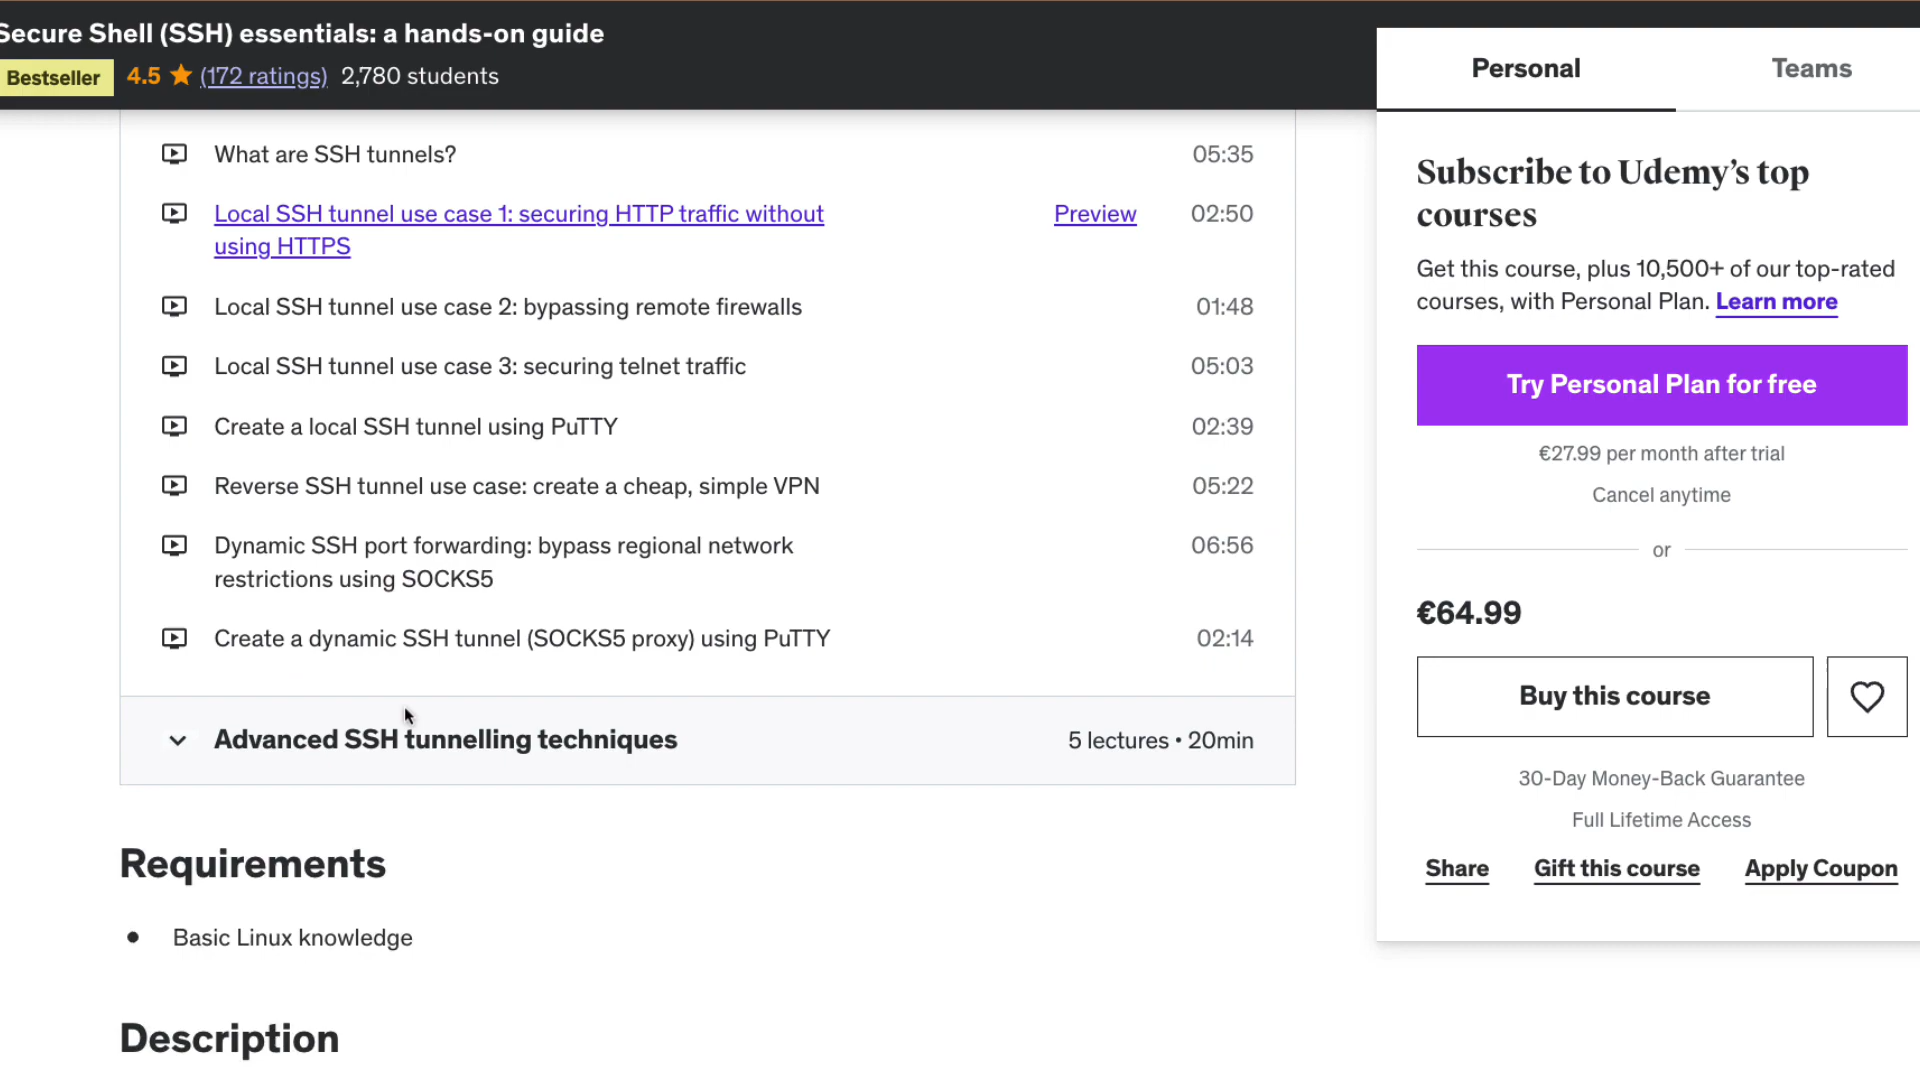 Secure Shell (SSH) essentials: a hands-on guide
Bestseller 4.5 (172 ratings) 2,780 students
What are SSH tunnels? 05:35
Local SSH tunnel use case 1: securing HTTP traffic without Preview 02:50
using HTTPS
Local SSH tunnel use case 2: bypassing remote firewalls 01:48
Local SSH tunnel use case 3: securing telnet traffic 05:03
Create a local SSH tunnel using PuTTY 02:39
Reverse SSH tunnel use case: create a cheap, simple VPN 05:22
Dynamic SSH port forwarding: bypass regional network 06:56
restrictions using SOCKS5
Create a dynamic SSH tunnel (SOCKS5 proxy) using PuTTY 02:14
Advanced SSH tunnelling techniques 5 lectures • 20min
Requirements
• Basic Linux knowledge
Description
Personal Teams
Subscribe to Udemy’s top
courses
Get this course, plus 10,500+ of our top-rated
courses, with Personal Plan. Learn more
Try Personal Plan for free
€27.99 per month after trial
Cancel anytime
or
€64.99
Buy this course
30-Day Money-Back Guarantee
Full Lifetime Access
Share Gift this course Apply Coupon